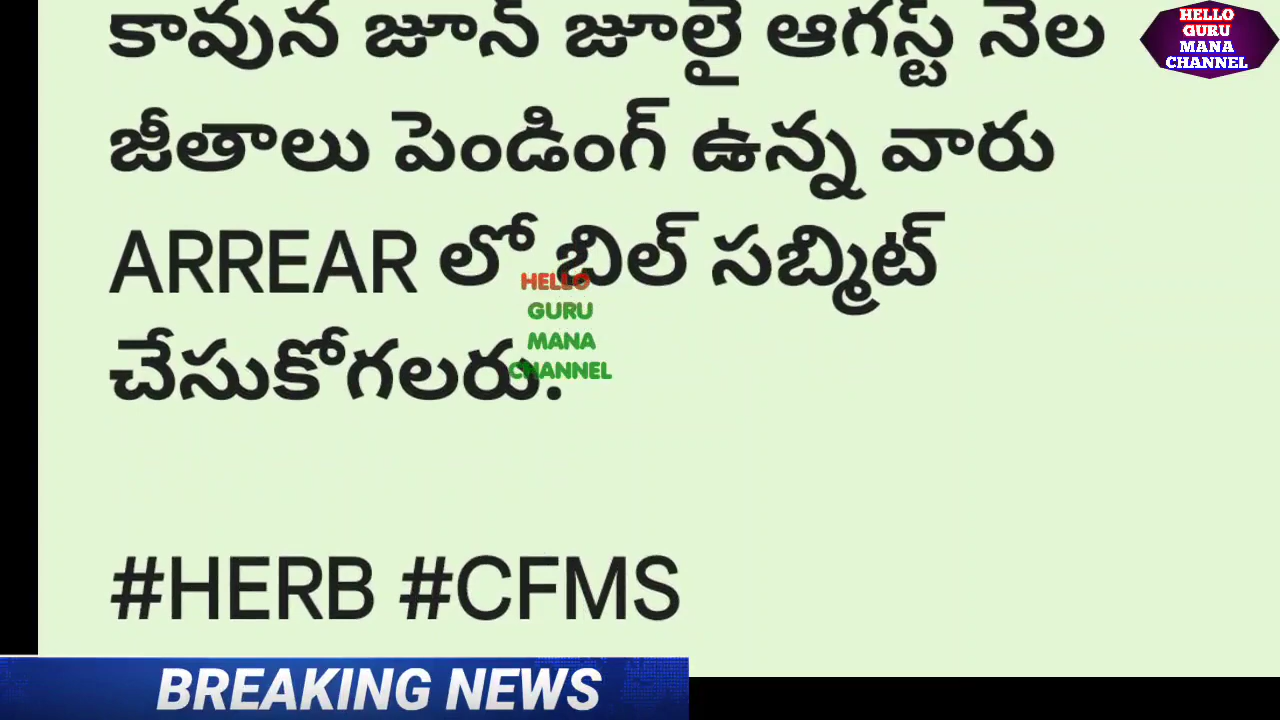 కావున జూన్ జూలై ఆగస్ట్ నెల
జీతాలు పెండింగ్ ఉన్న వారు
ARREAR లో బిల్ సబ్మిట్
చేసుకోగలరు.
#HERB #CFMS
HELLO
GURU
MANA
CHANNEL
HELLO
GURU
MANA
CHANNEL
BREAKING NEWS